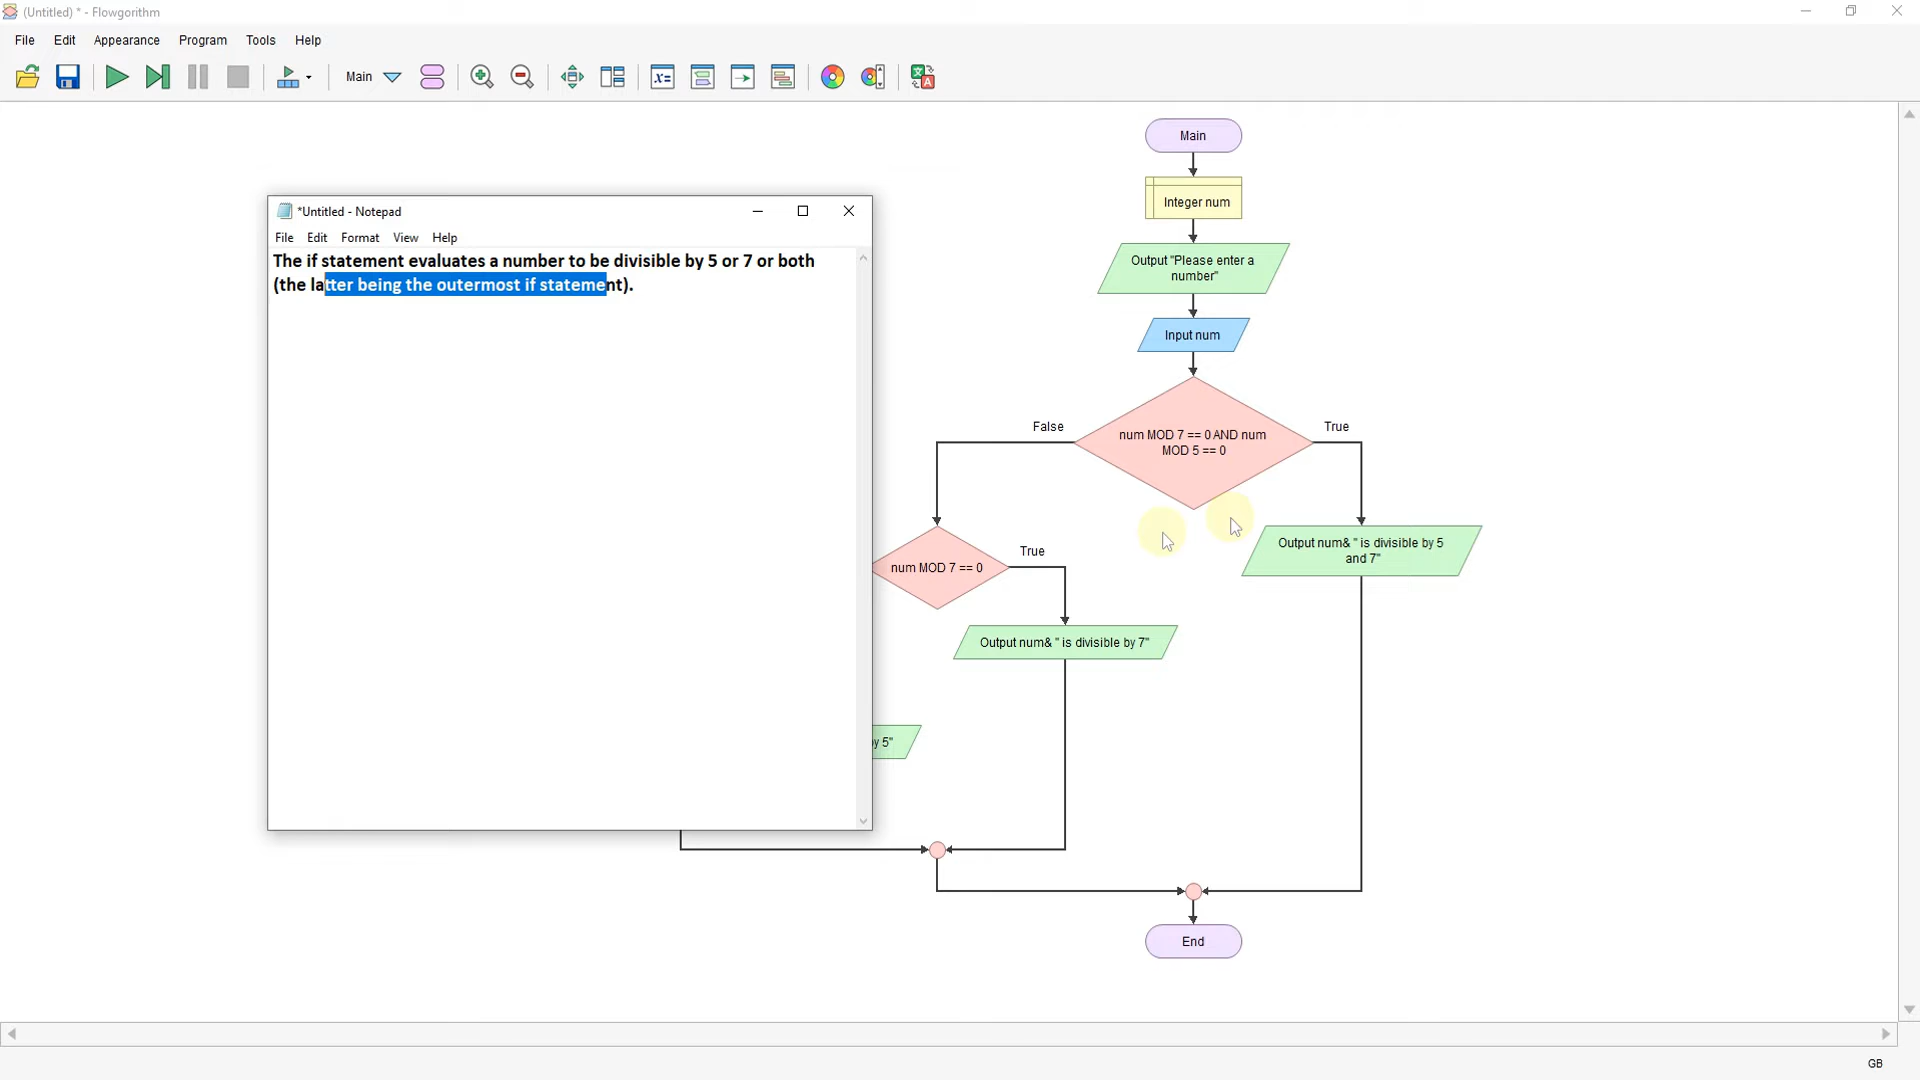 (Untitled) * - Flowgorithm
File Edit Appearance Program Tools Help
Main
Main
Integer num
Output "Please enter a
number"
Input num
num MOD 7 == 0 AND num
MOD 5 == 0
False
True
Output num& " is divisible by 5
and 7"
num MOD 7 == 0
True
Output num& " is divisible by 7"
by 5"
End
*Untitled - Notepad
File Edit Format View Help
The if statement evaluates a number to be divisible by 5 or 7 or both
(the latter being the outermost if statement).
GB